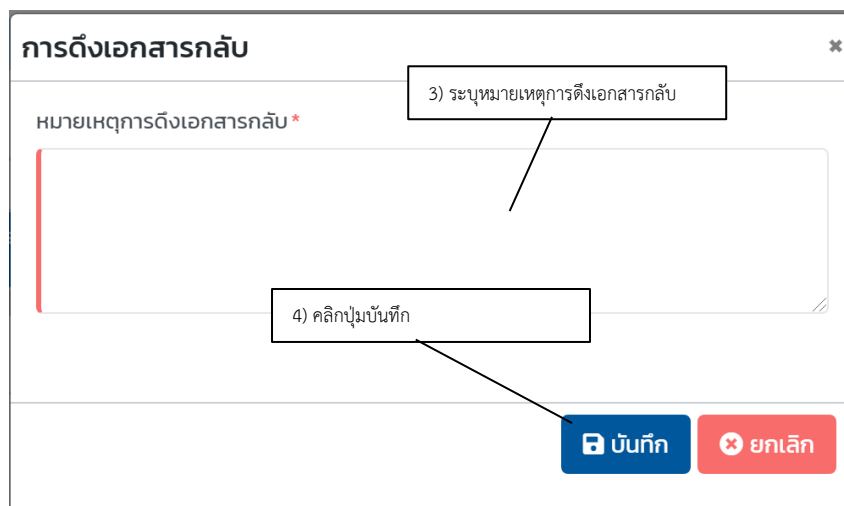 การดึงเอกสารกลับ
3) ระบุหมายเหตุการดึงเอกสารกลับ
หมายเหตุการดึงเอกสารกลับ *
4) คลิกปุ่มบันทึก
บันทึก
ยกเลิก